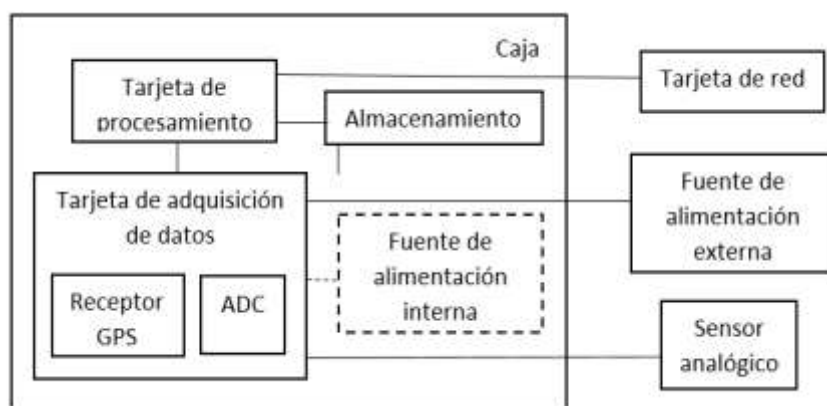 Caja
Tarjeta de
procesamiento
Almacenamiento
Tarjeta de red
Tarjeta de adquisición
de datos
Receptor
GPS
ADC
Fuente de
alimentación
interna
Fuente de
alimentación
externa
Sensor
analógico